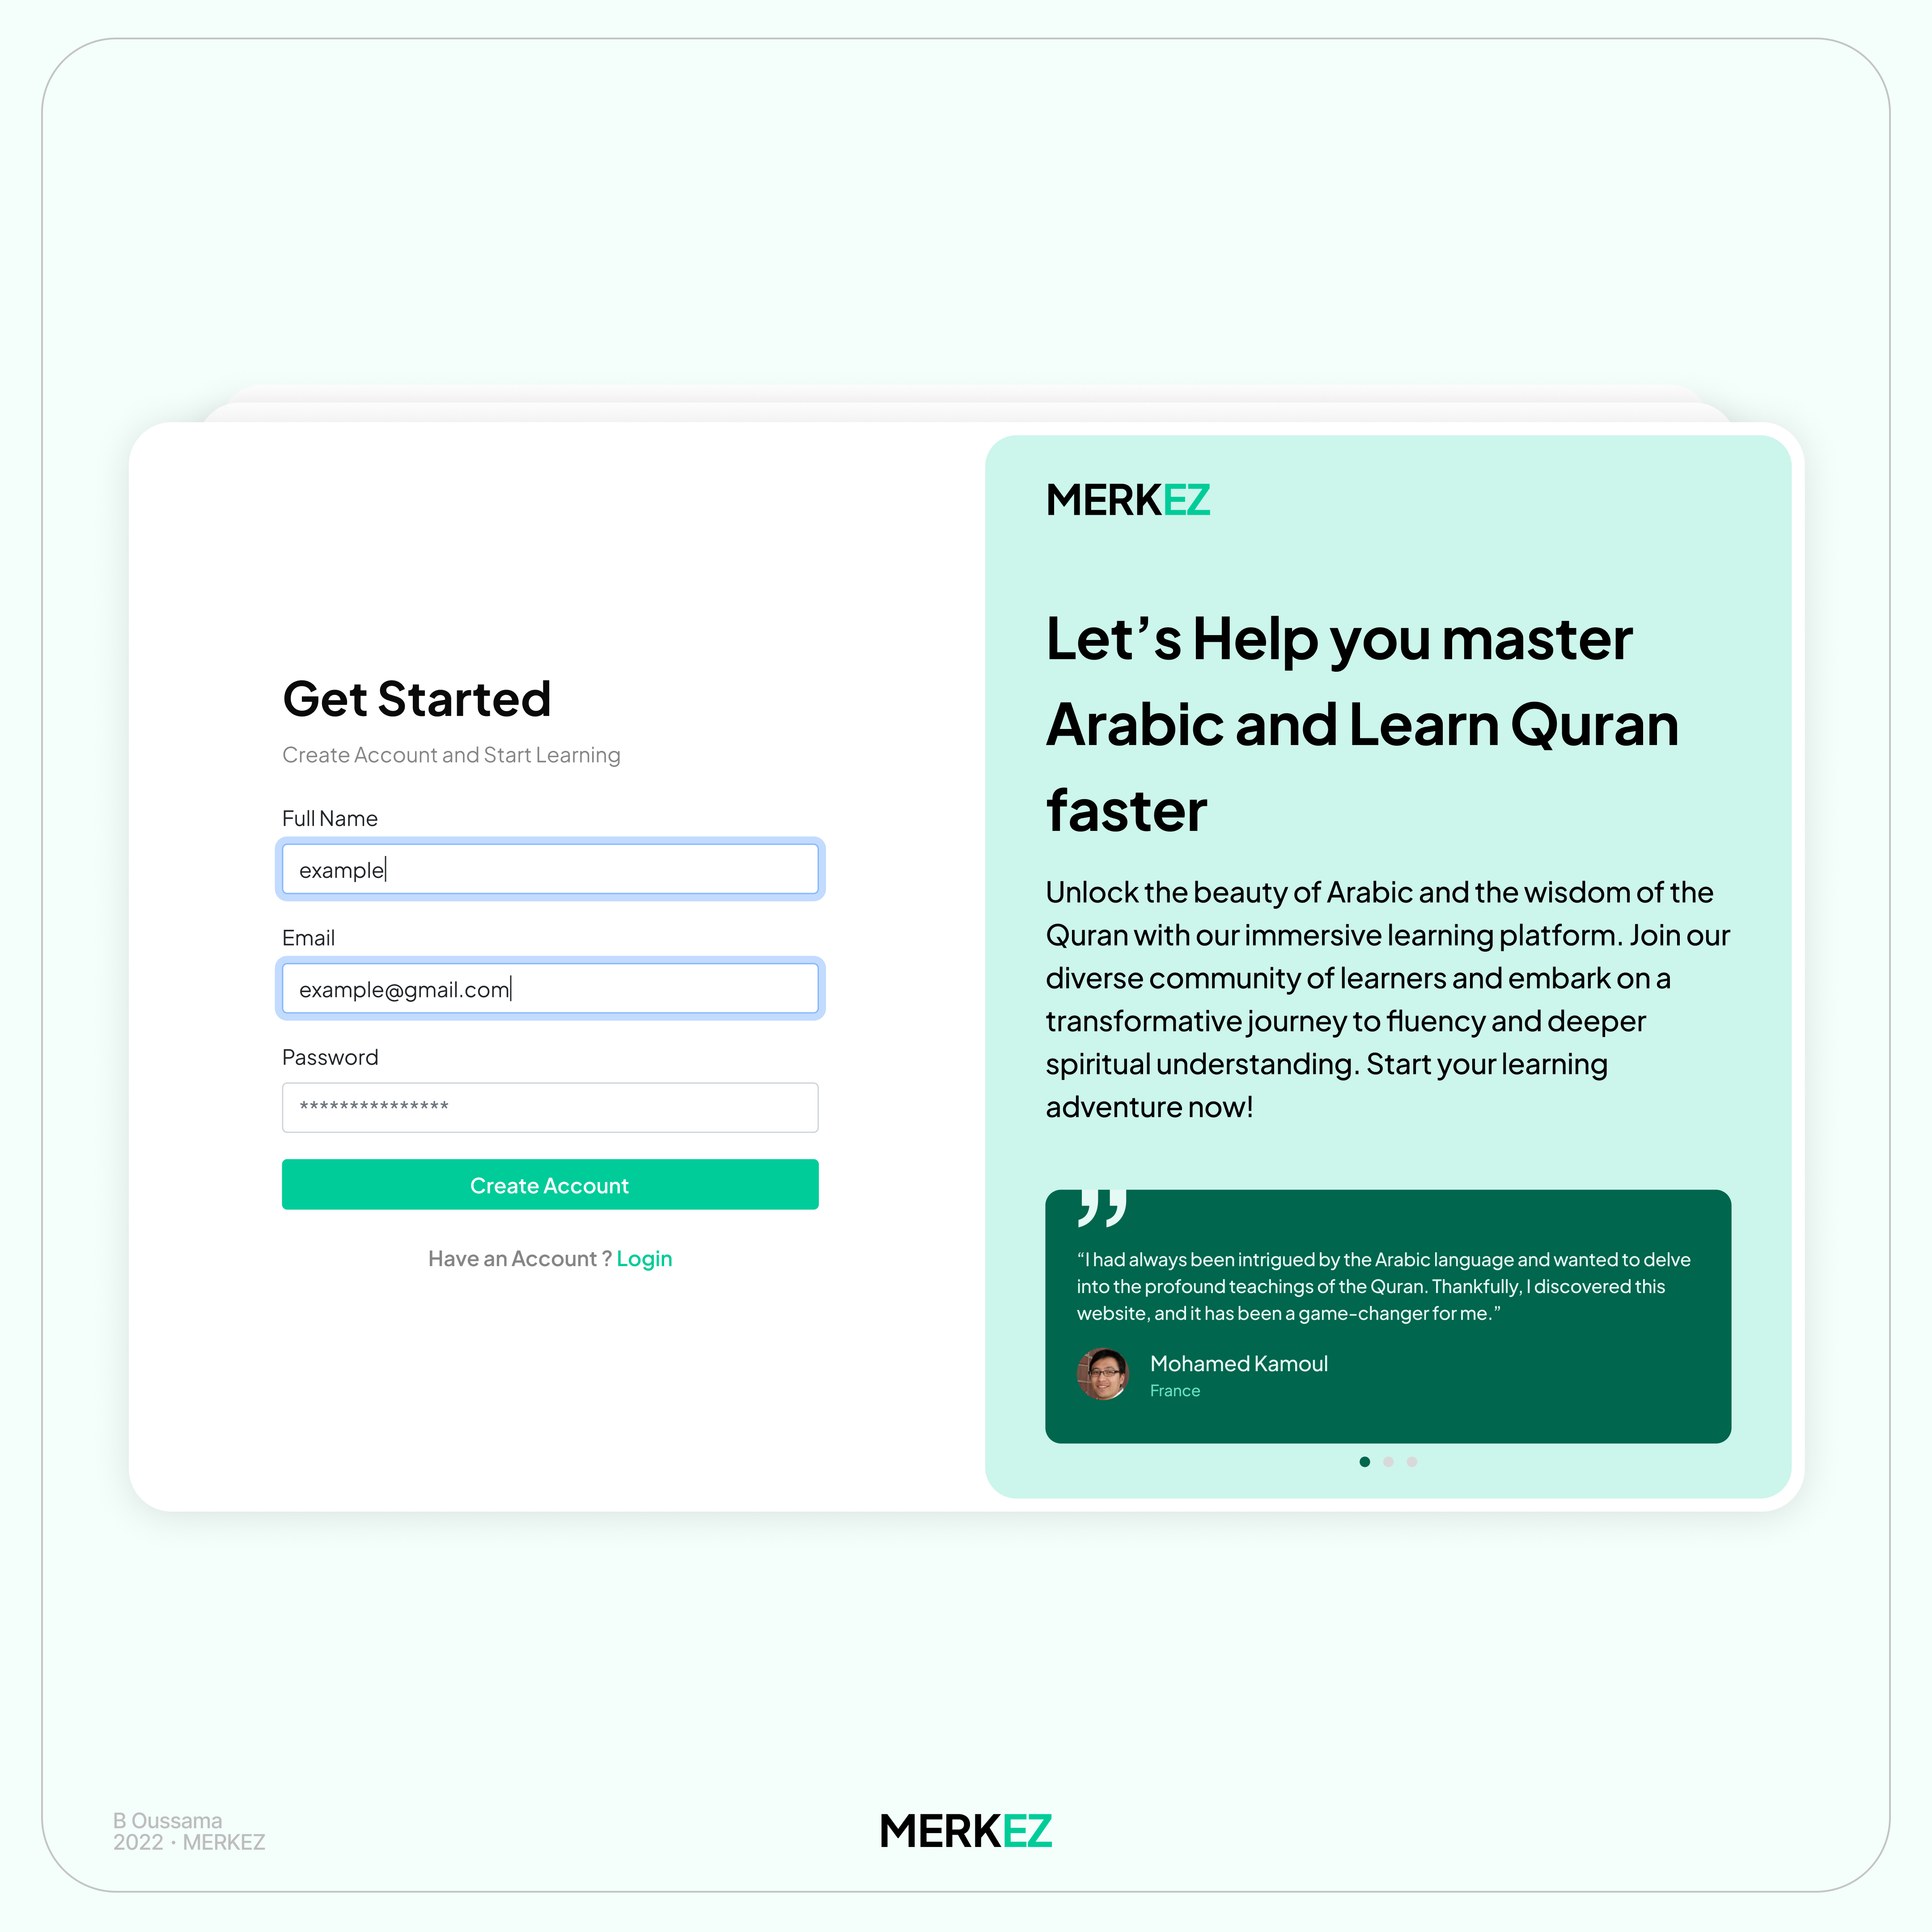 Get Started
Create Account and Start Learning
Full Name
example
Email
example@gmail.com
Password
***************
Create Account
Have an Account ? Login
MERKEZ
Let’s Help you master
Arabic and Learn Quran
faster
Unlock the beauty of Arabic and the wisdom of the
Quran with our immersive learning platform. Join our
diverse community of learners and embark on a
transformative journey to fluency and deeper
spiritual understanding. Start your learning
adventure now!
“I had always been intrigued by the Arabic language and wanted to delve
into the profound teachings of the Quran. Thankfully, I discovered this
website, and it has been a game-changer for me.”
Mohamed Kamoul
France
B Oussama
2022 · MERKEZ
MERKEZ